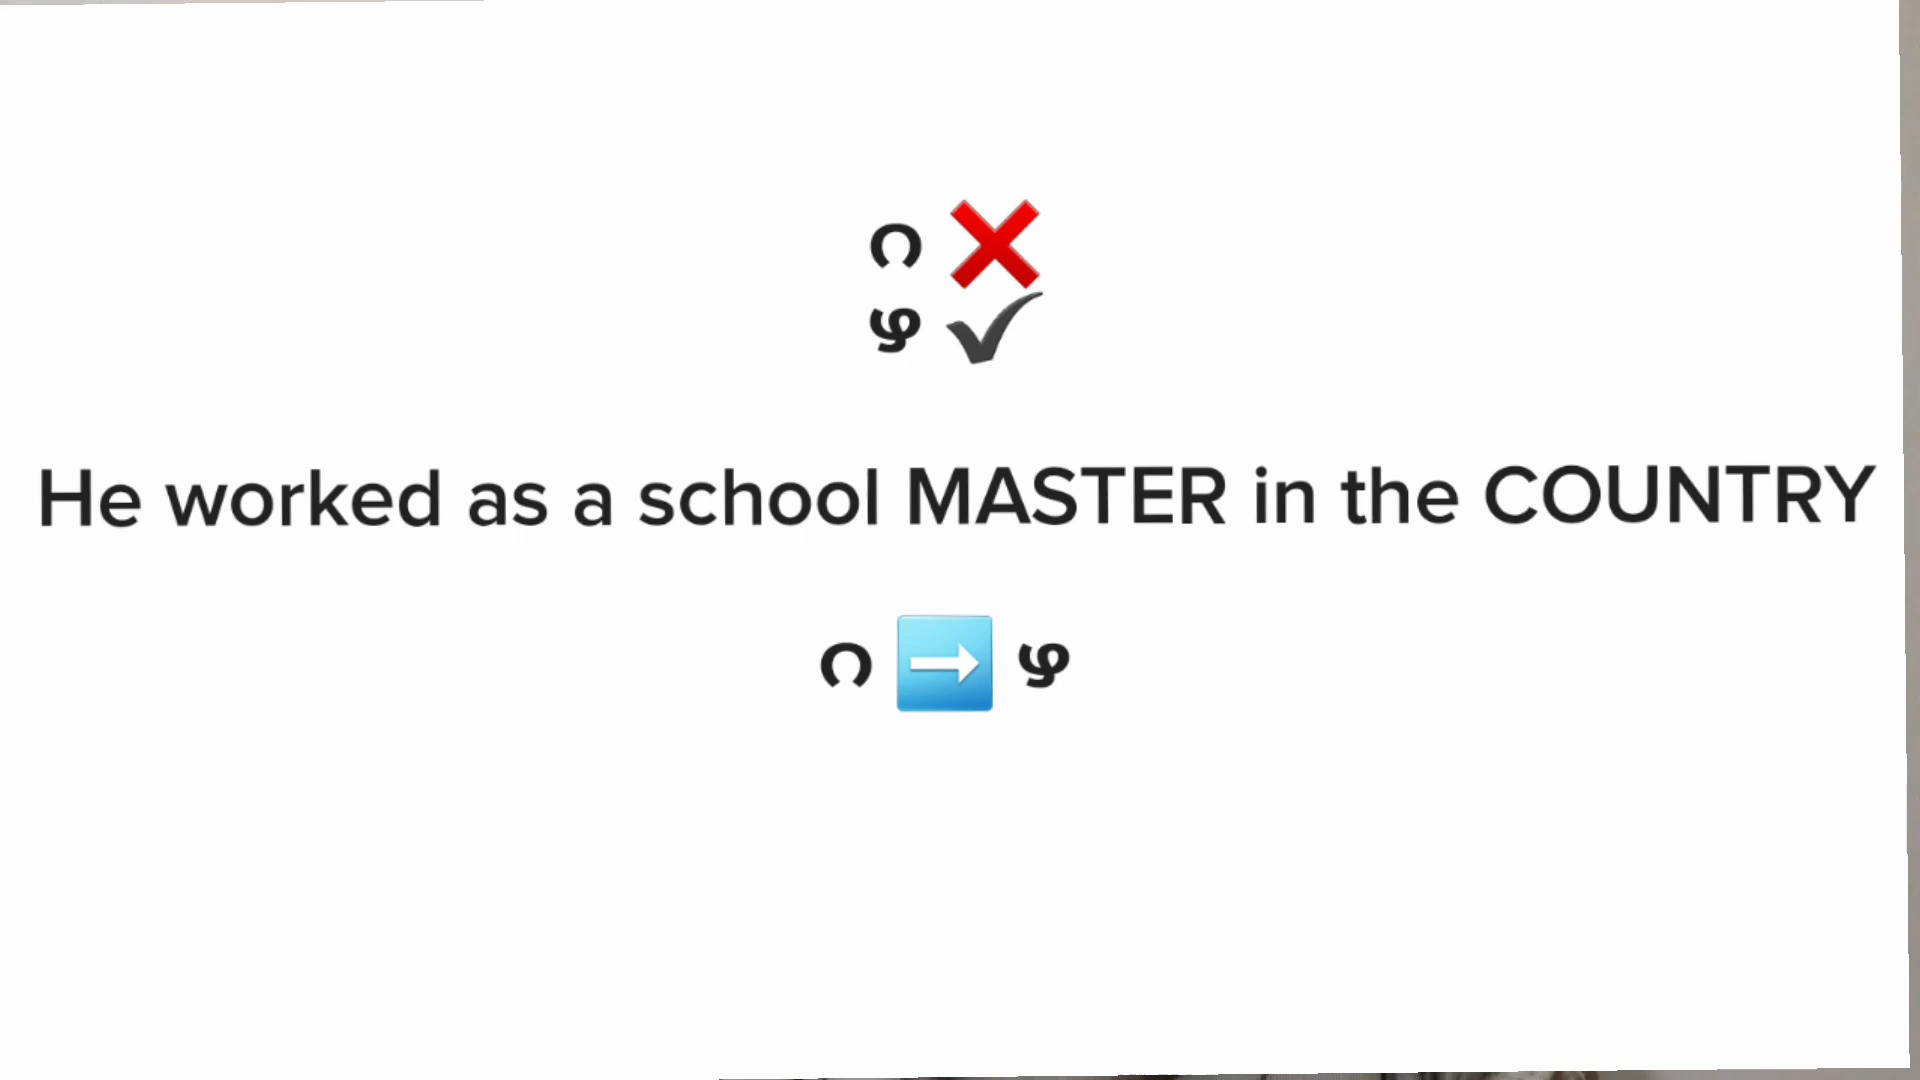 റ ❌
ഴ ✔
He worked as a school MASTER in the COUNTRY
റ ➡️ ഴ